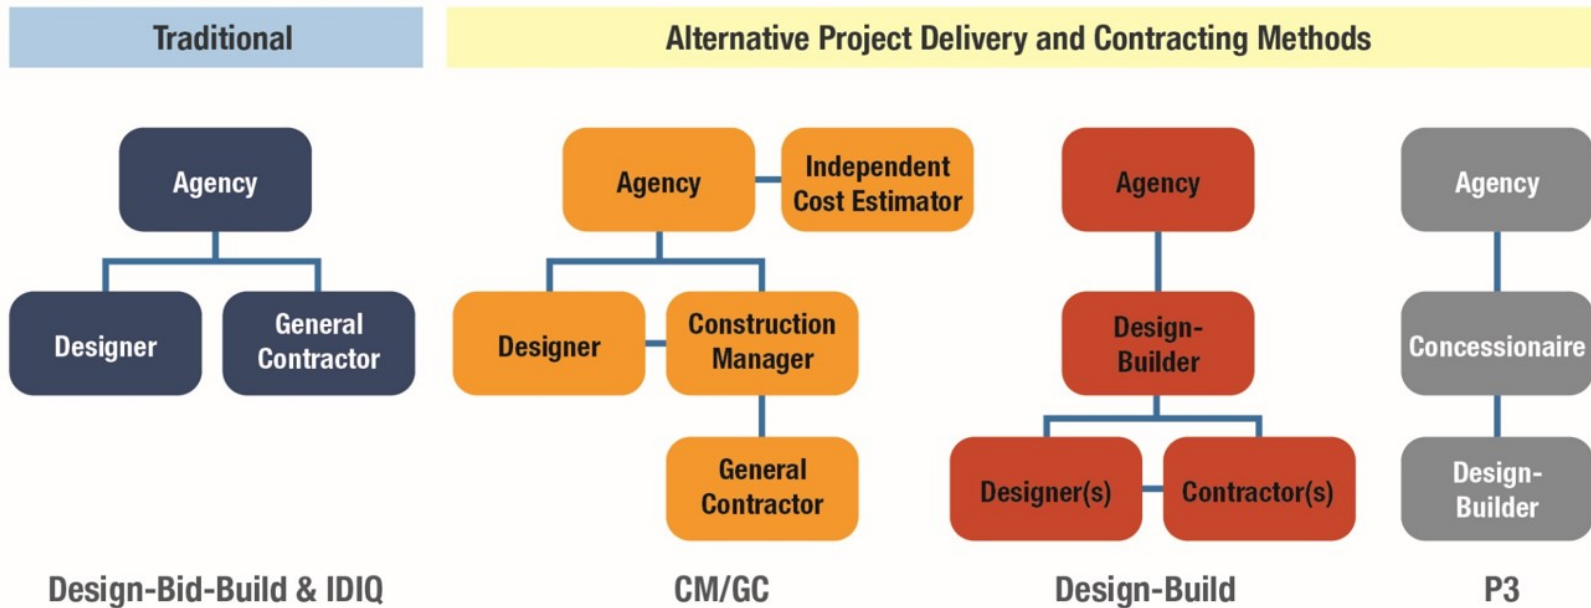 Traditional
Alternative Project Delivery and Contracting Methods
Agency
Designer
General
Contractor
Design-Bid-Build & IDIQ
Agency
Independent
Cost Estimator
Designer
Construction
Manager
General
Contractor
CM/GC
Agency
Design-
Builder
Designer(s)
Contractor(s)
Design-Build
Agency
Concessionaire
Design-
Builder
P3